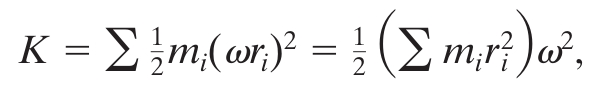 K = ∑ ½mᵢ(ωrᵢ)² = ½(∑ mᵢrᵢ²)ω²,